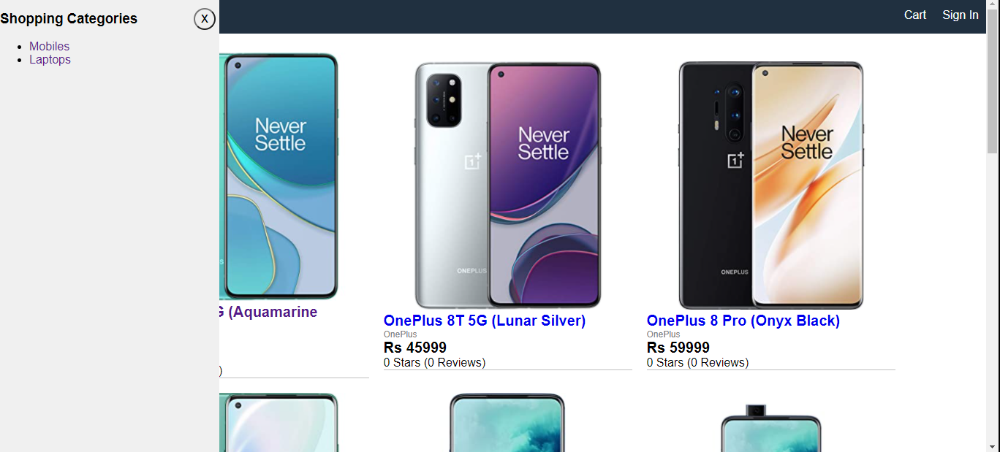 Shopping Categories
X
Mobiles
Laptops
Cart
Sign In
Never
Settle
G (Aquamarine
)
Never
Settle
ONEPLUS
OnePlus 8T 5G (Lunar Silver)
OnePlus
Rs 45999
0 Stars (0 Reviews)
Never
Settle
ONEPLUS
OnePlus 8 Pro (Onyx Black)
OnePlus
Rs 59999
0 Stars (0 Reviews)